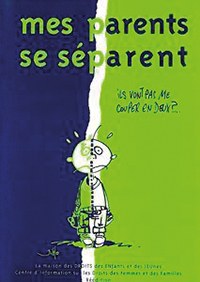 mes parents
se séparent
ILS VONT PAS ME
COUPER EN DEUX?...
La Maison des DROITS des Enfants et des Jeunes
Centre d'Information sur les Droits des Femmes et des Familles